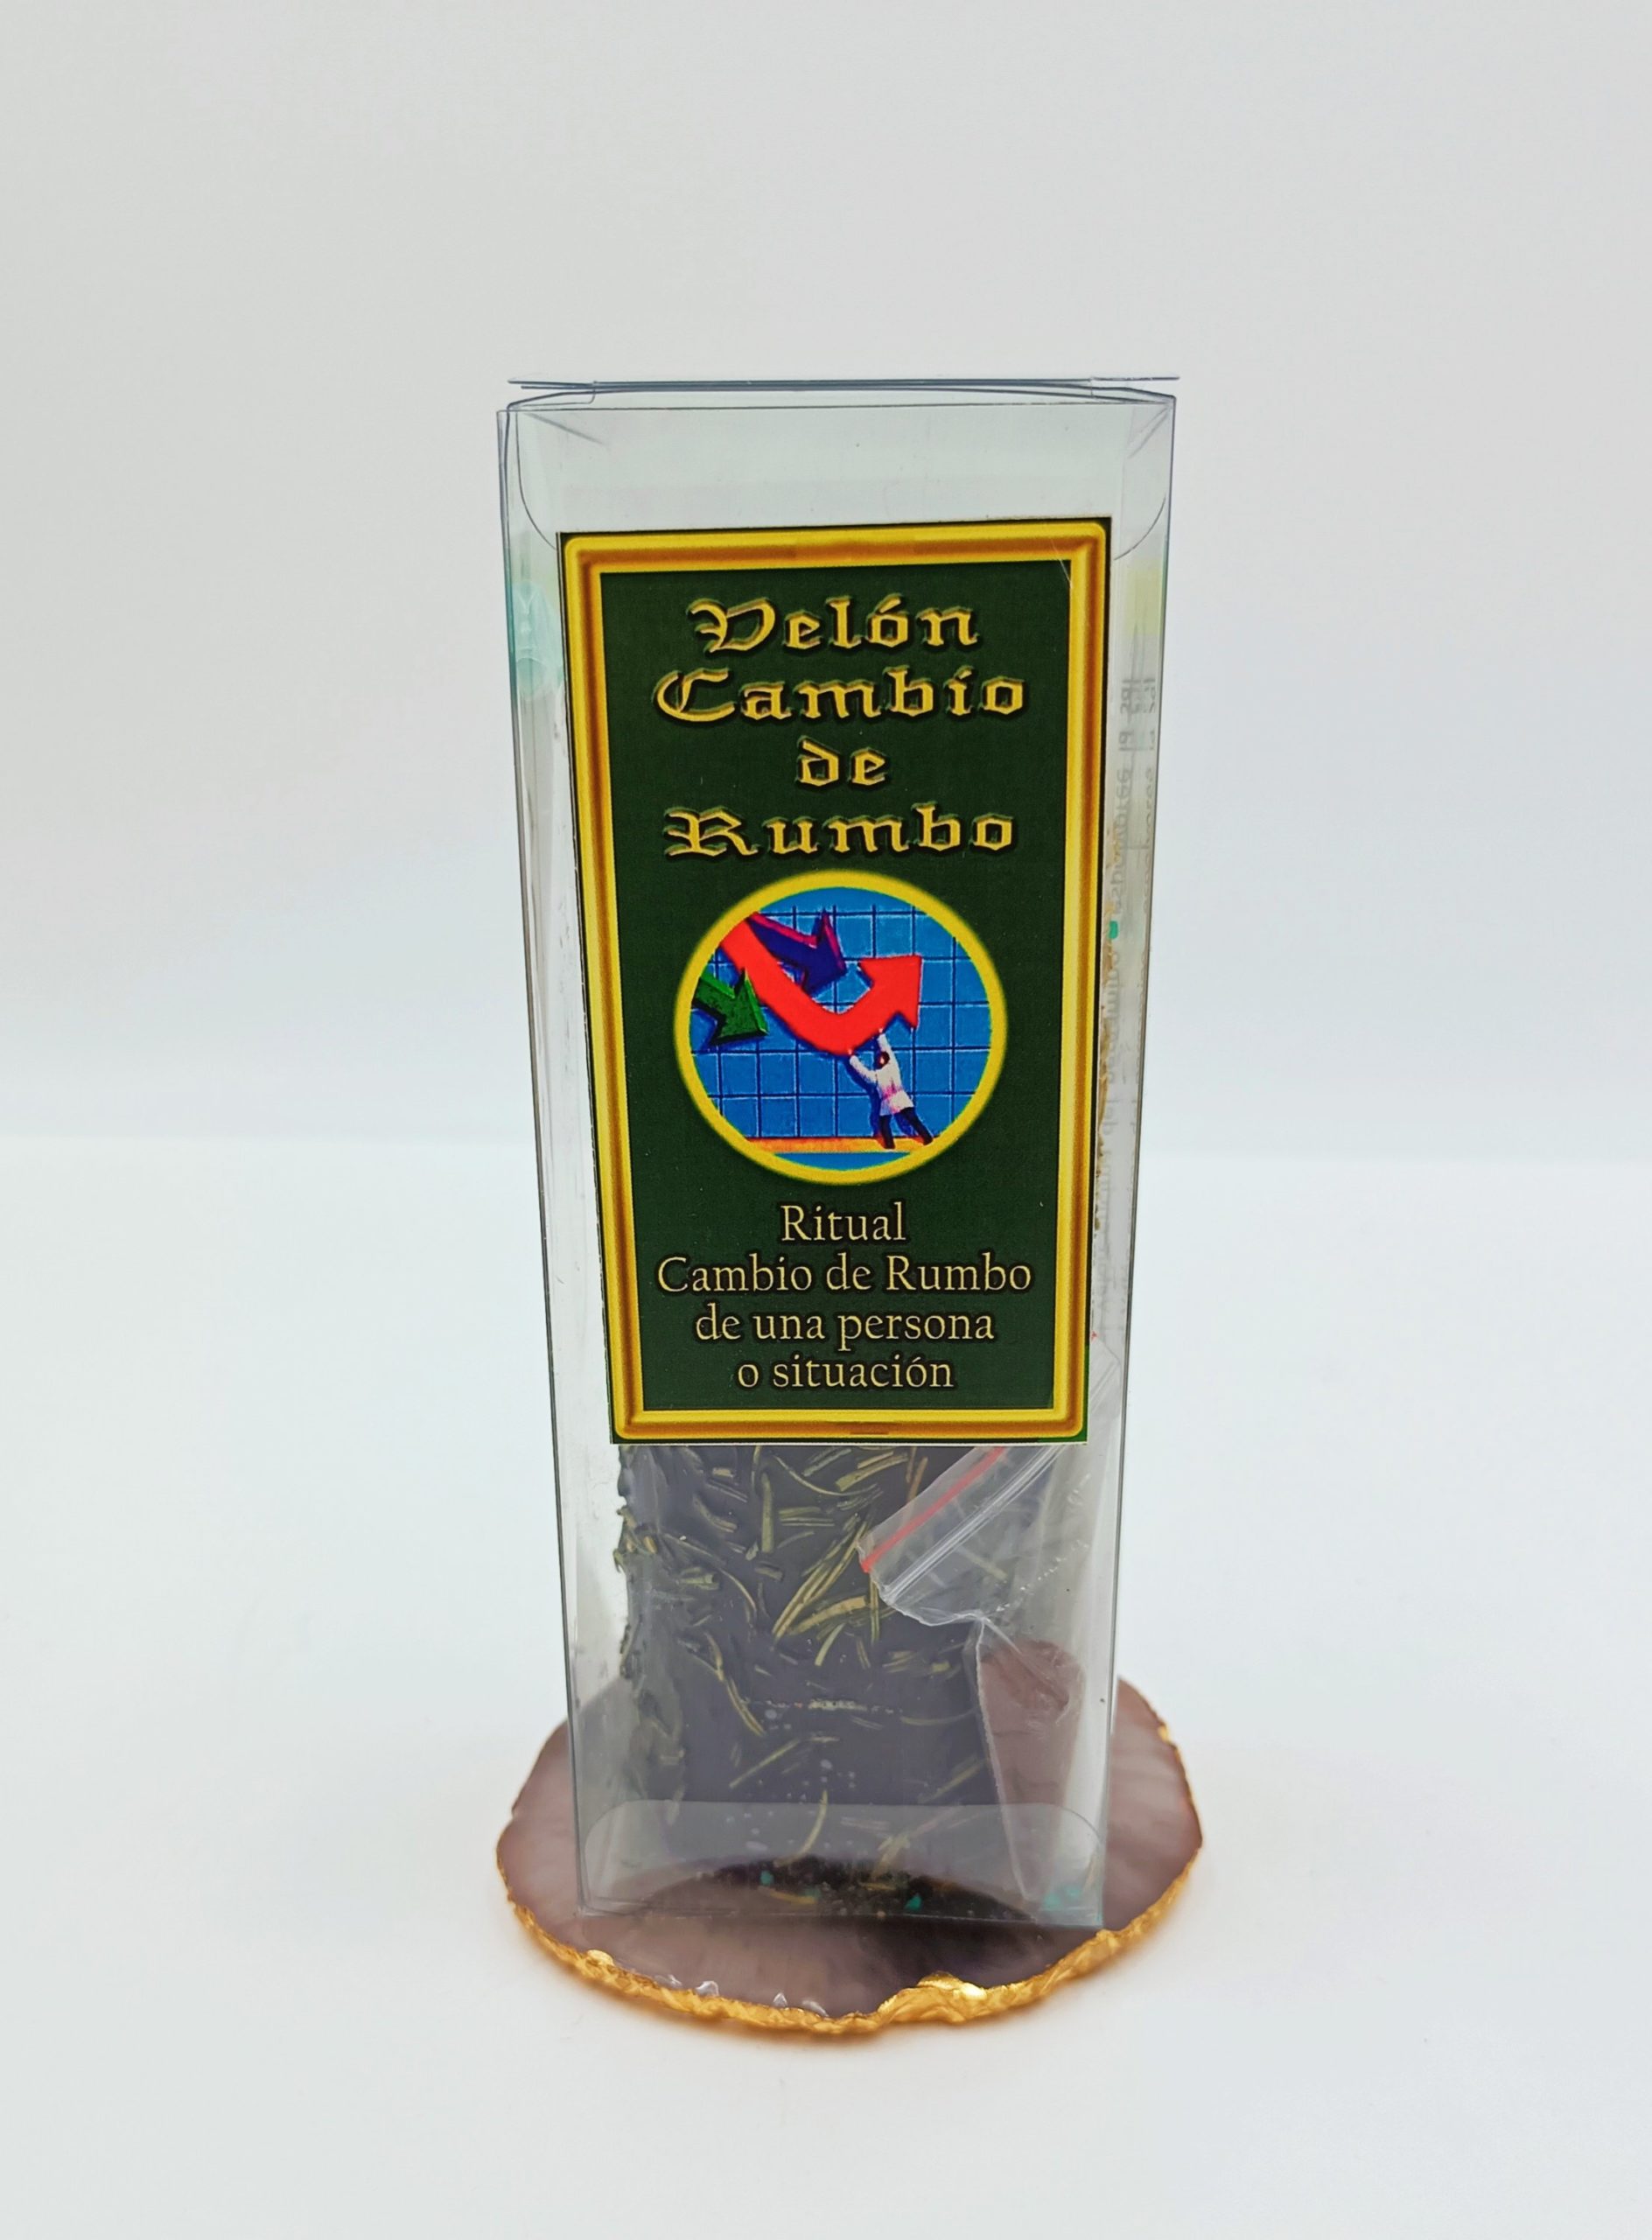 Velón
Cambio
de
Rumbo
Ritual
Cambio de Rumbo
de una persona
o situación